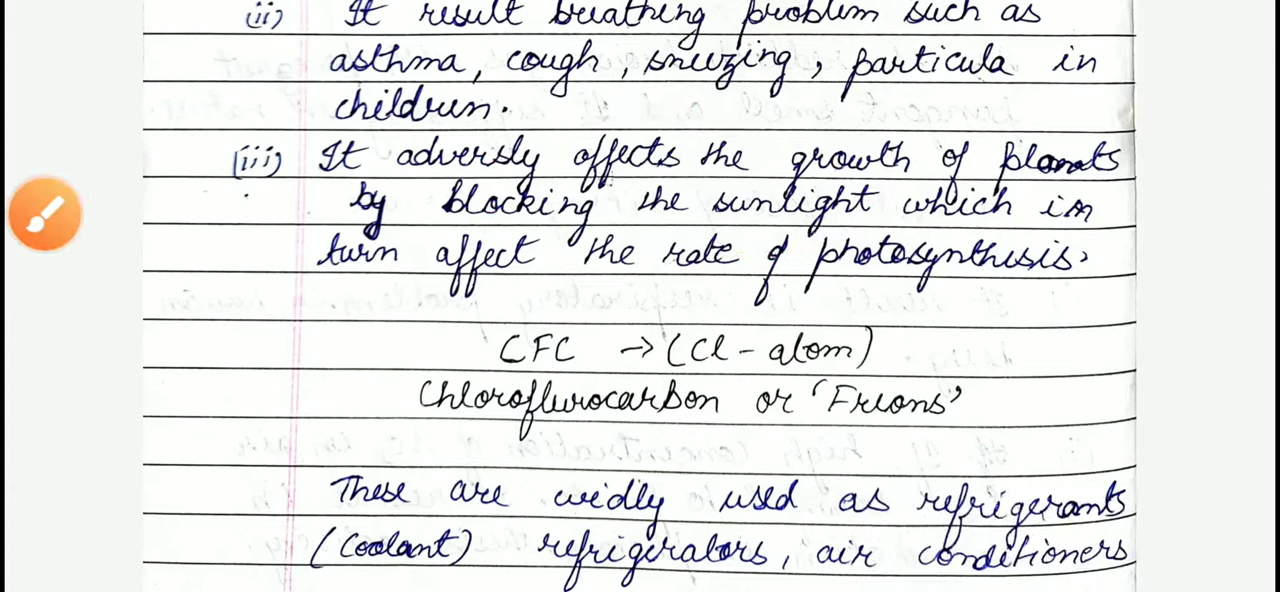 (ii) It result breathing problem such as
asthma, cough, sneezing, particula in
children.
(iii) It adversly affects the growth of planats
by blocking the sunlight which in
turn affect the rate of photosynthesis.
CFC → (Cl - atom)
Chloroflurocarbon or 'Freons'
These are widly used as refrigerants
(coolant) refrigerators, air conditioners